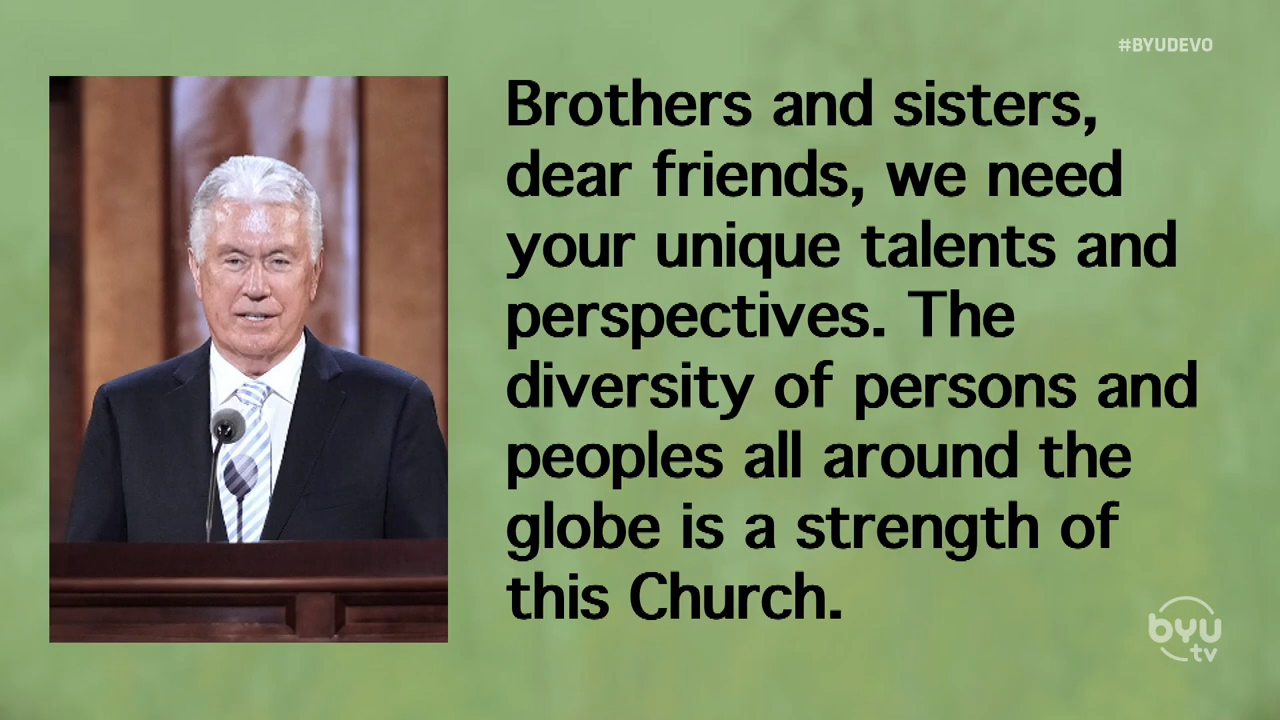 #BYUDEVO
Brothers and sisters,
dear friends, we need
your unique talents and
perspectives. The
diversity of persons and
peoples all around the
globe is a strength of
this Church.
byu
tv